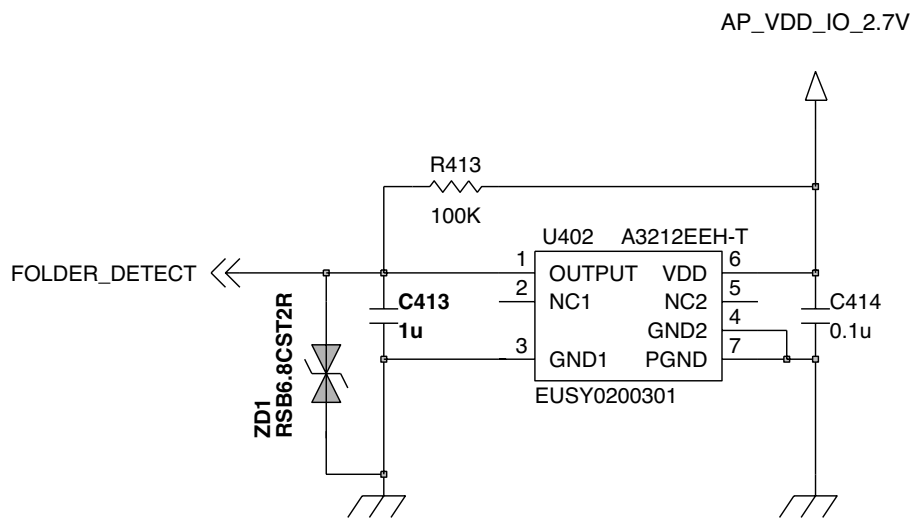 AP_VDD_IO_2.7V
R413
100K
U402 A3212EEH-T
FOLDER_DETECT
1 OUTPUT VDD 6
2 NC1 NC2 5
GND2 4
3 GND1 PGND 7
EUSY0200301
C413
1u
C414
0.1u
ZD1
RSB6.8CST2R